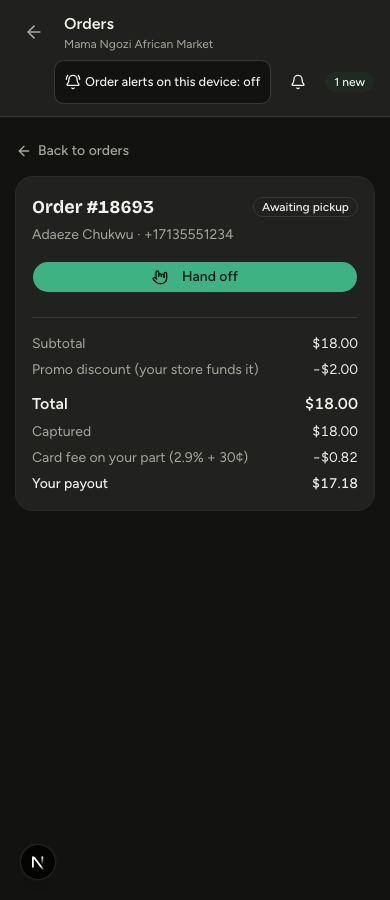 Orders
Mama Ngozi African Market
Order alerts on this device: off
1 new
Back to orders
Order #18693
Awaiting pickup
Adaeze Chukwu · +17135551234
Hand off
Subtotal $18.00
Promo discount (your store funds it) −$2.00
Total $18.00
Captured $18.00
Card fee on your part (2.9% + 30¢) −$0.82
Your payout $17.18
N